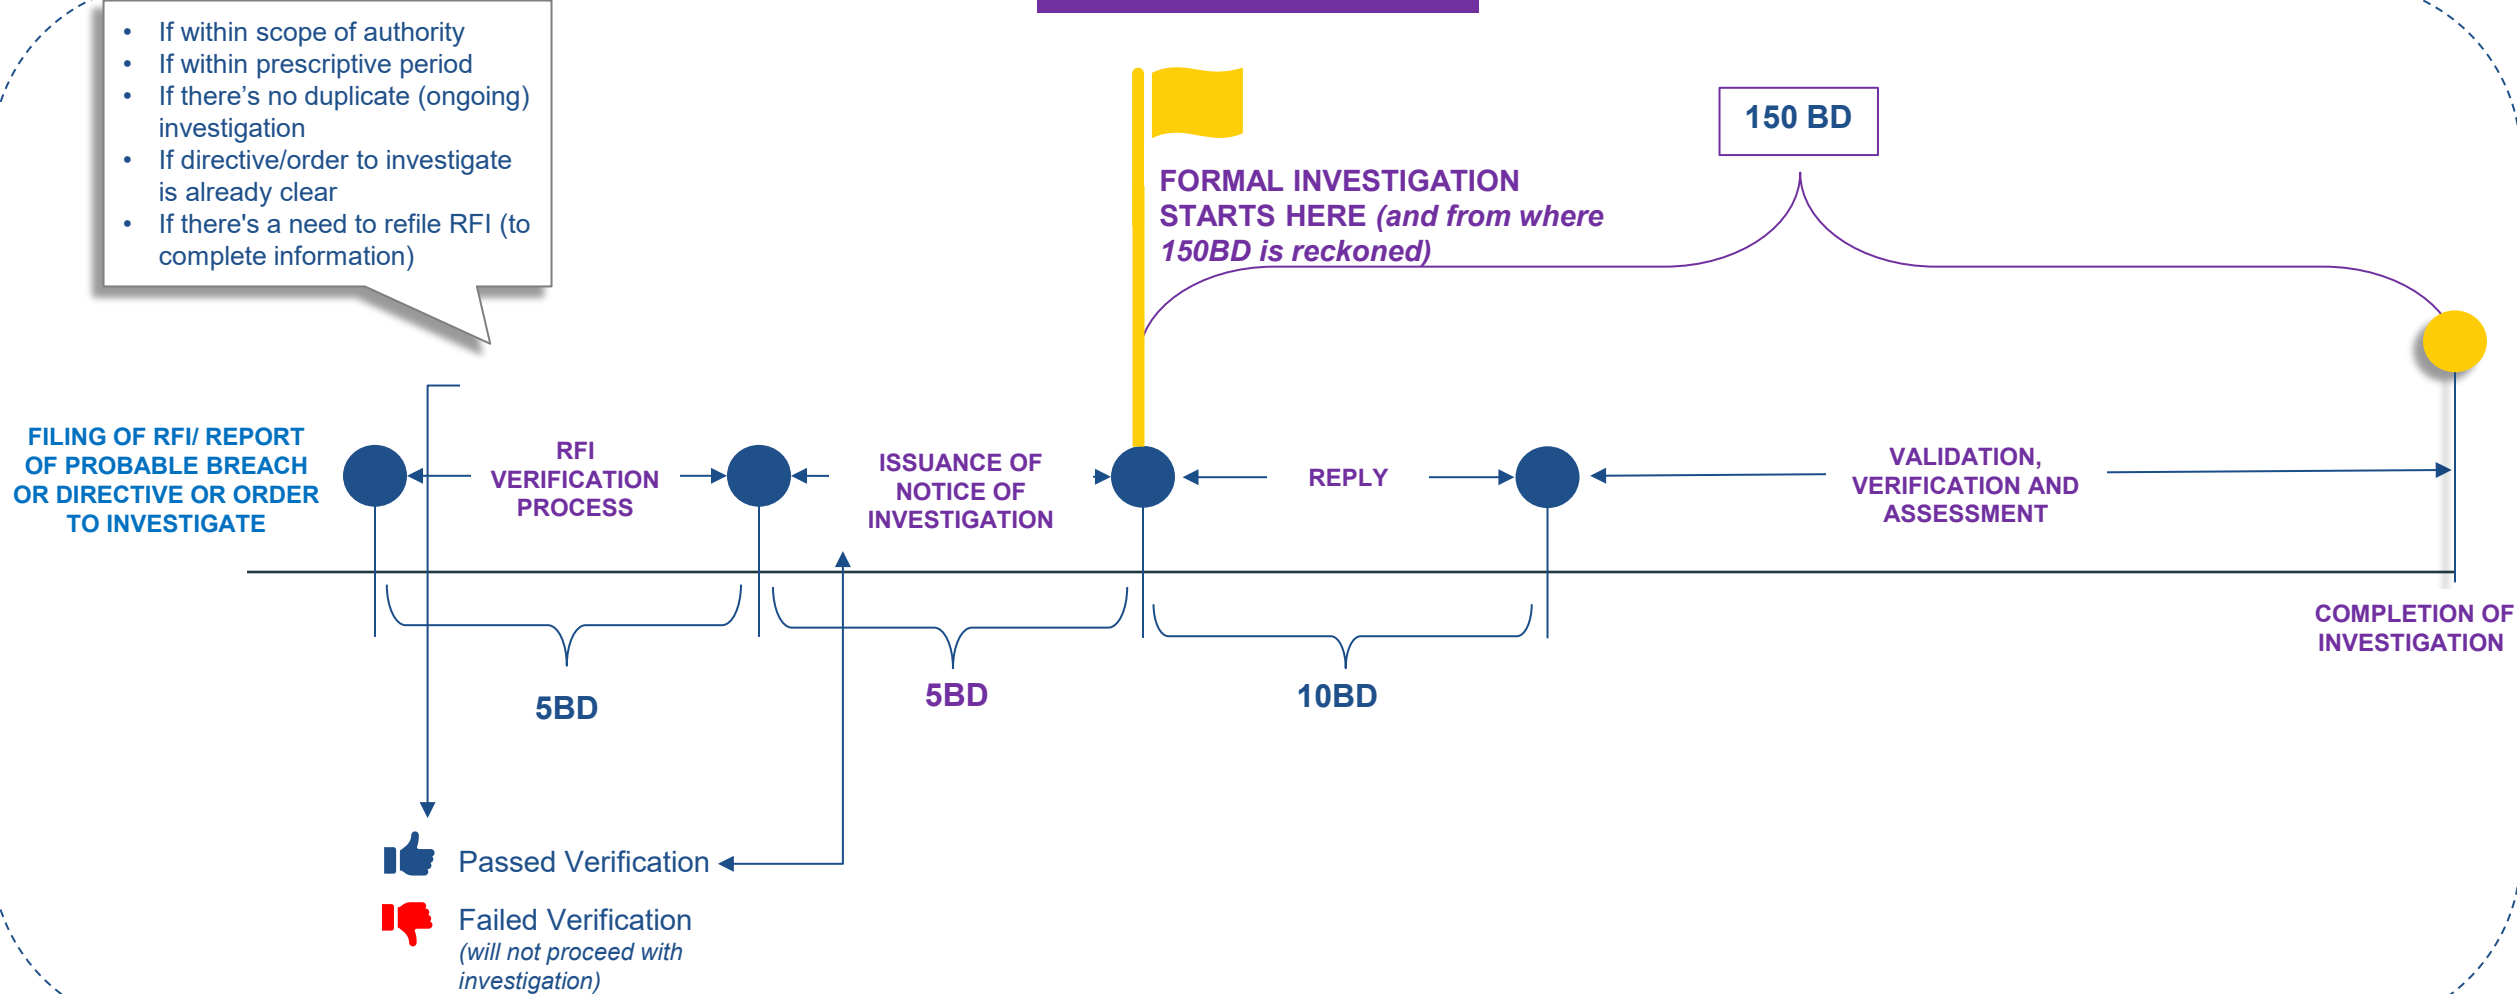 • If within scope of authority
• If within prescriptive period
• If there’s no duplicate (ongoing)
investigation
• If directive/order to investigate
is already clear
• If there's a need to refile RFI (to
complete information)
150 BD
FORMAL INVESTIGATION
STARTS HERE (and from where
150BD is reckoned)
FILING OF RFI/ REPORT
OF PROBABLE BREACH
OR DIRECTIVE OR ORDER
TO INVESTIGATE
RFI
VERIFICATION
PROCESS
ISSUANCE OF
NOTICE OF
INVESTIGATION
REPLY
VALIDATION,
VERIFICATION AND
ASSESSMENT
COMPLETION OF
INVESTIGATION
5BD
5BD
10BD
Passed Verification
Failed Verification
(will not proceed with
investigation)